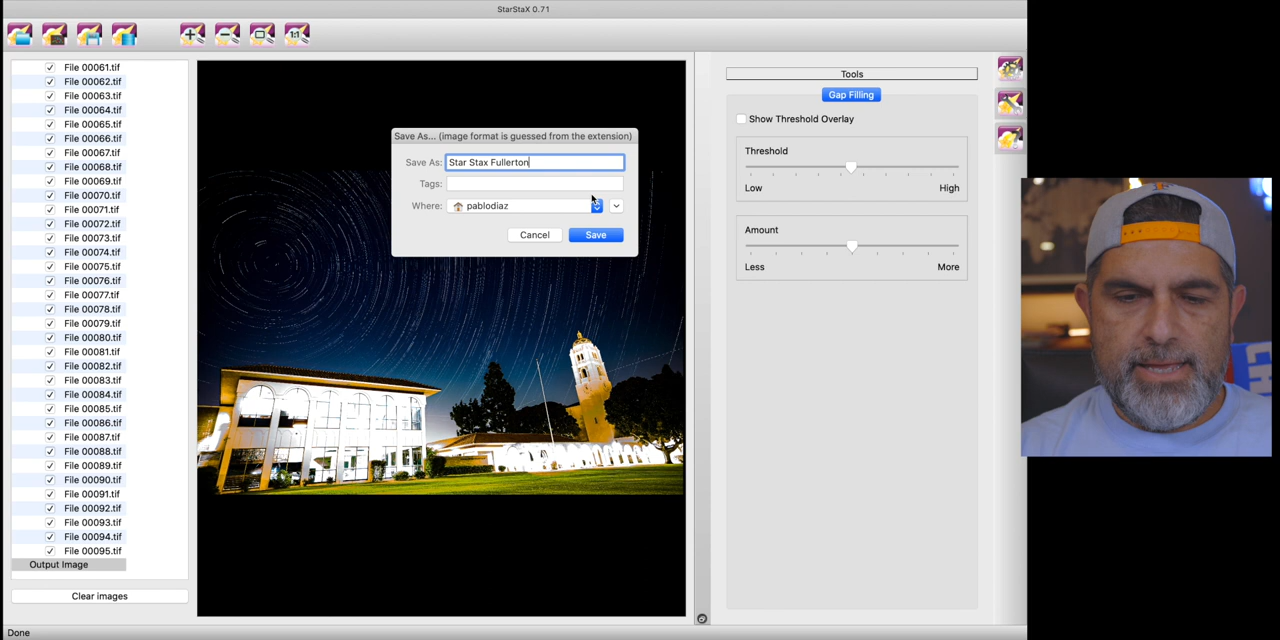 StarStaX 0.71
1:1
File 00061.tif
File 00062.tif
File 00063.tif
File 00064.tif
File 00065.tif
File 00066.tif
File 00067.tif
File 00068.tif
File 00069.tif
File 00070.tif
File 00071.tif
File 00072.tif
File 00073.tif
File 00074.tif
File 00075.tif
File 00076.tif
File 00077.tif
File 00078.tif
File 00079.tif
File 00080.tif
File 00081.tif
File 00082.tif
File 00083.tif
File 00084.tif
File 00085.tif
File 00086.tif
File 00087.tif
File 00088.tif
File 00089.tif
File 00090.tif
File 00091.tif
File 00092.tif
File 00093.tif
File 00094.tif
File 00095.tif
Output Image
Clear images
Done
Save As... (image format is guessed from the extension)
Save As: Star Stax Fullerton
Tags:
Where: pablodiaz
Cancel Save
Tools
Gap Filling
Show Threshold Overlay
Threshold
Low High
Amount
Less More